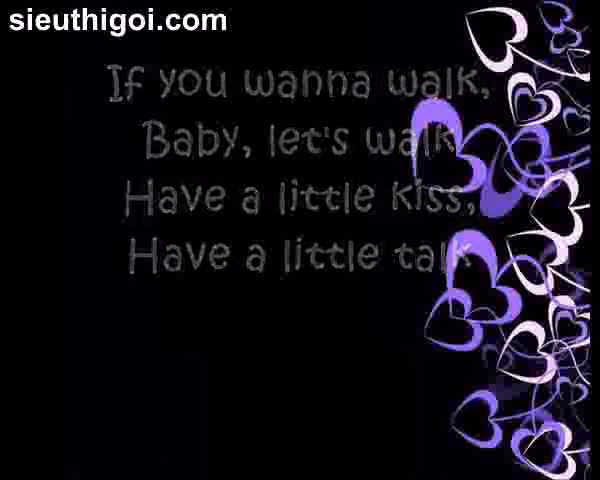 sieuthigoi.com
If you wanna walk,
Baby, let's walk
Have a little kiss,
Have a little talk